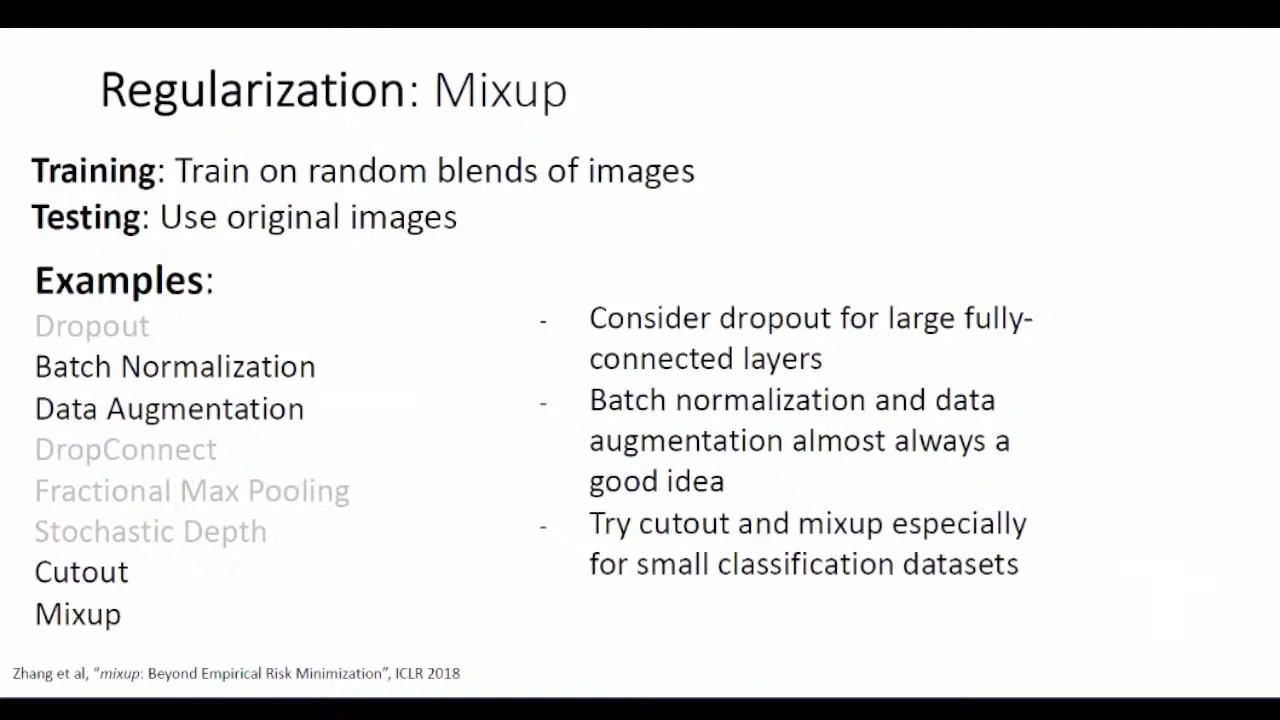 Regularization: Mixup
Training: Train on random blends of images
Testing: Use original images
Examples:
Dropout
Batch Normalization
Data Augmentation
DropConnect
Fractional Max Pooling
Stochastic Depth
Cutout
Mixup
- Consider dropout for large fully-
connected layers
- Batch normalization and data
augmentation almost always a
good idea
- Try cutout and mixup especially
for small classification datasets
Zhang et al, “mixup: Beyond Empirical Risk Minimization”, ICLR 2018